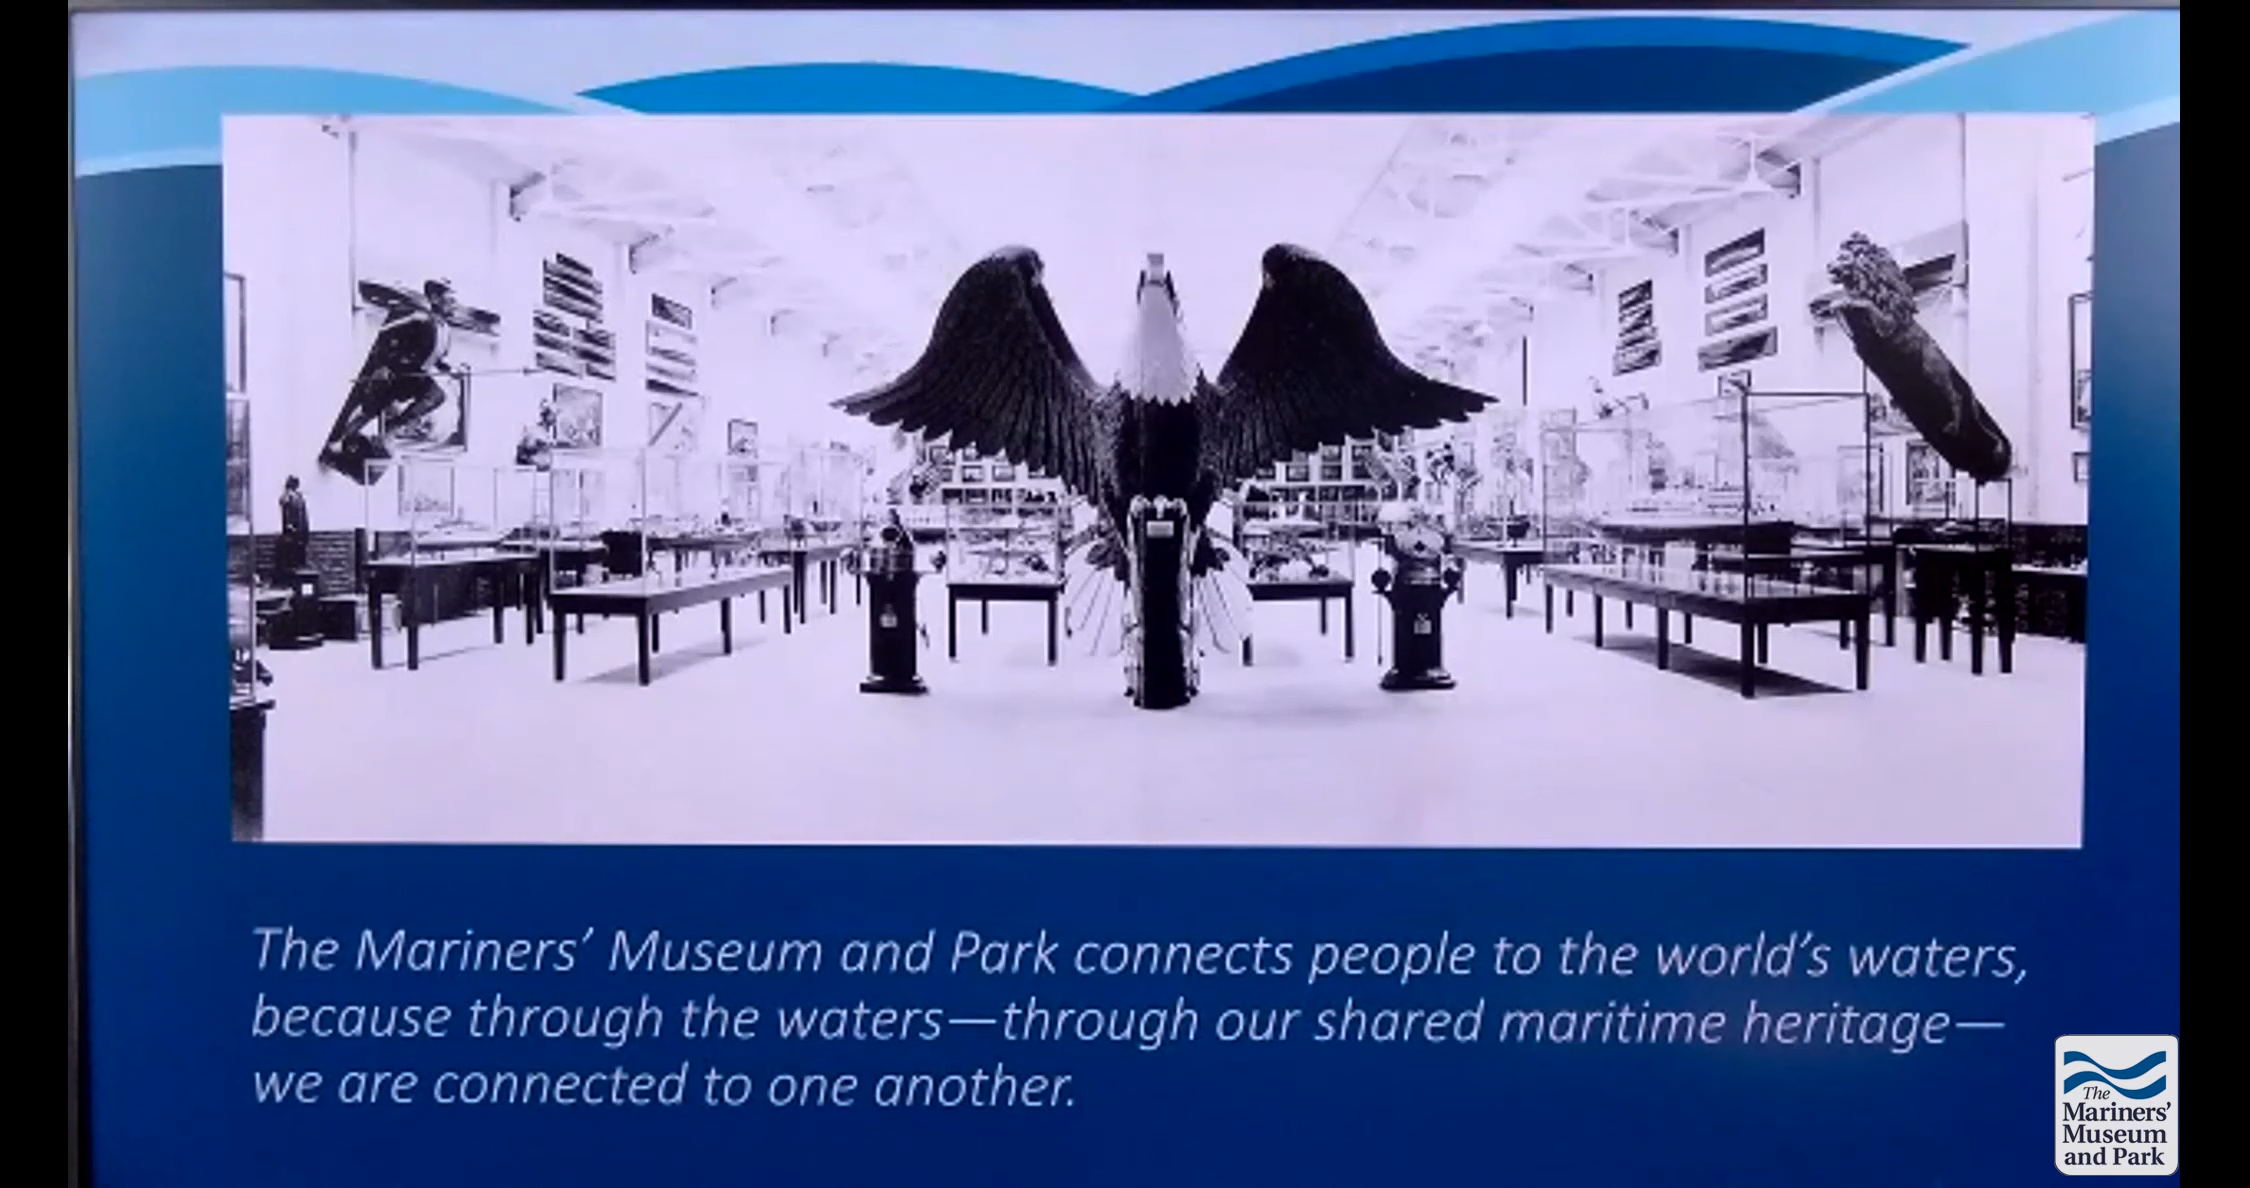 The Mariners’ Museum and Park connects people to the world’s waters,
because through the waters—through our shared maritime heritage—
we are connected to one another.
The
Mariners’
Museum
and Park